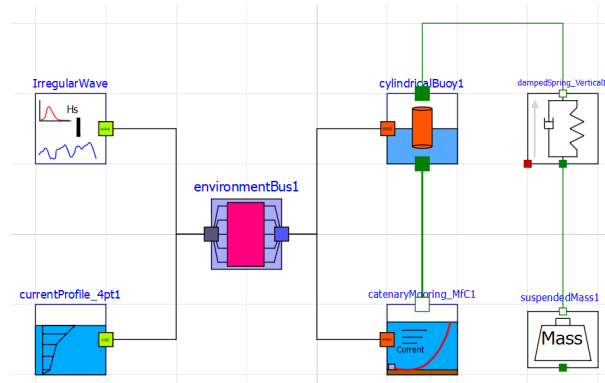 IrregularWave
Hs
cylindricalBuoy1
dampedSpring_Vertical1
environmentBus1
currentProfile_4pt1
catenaryMooring_MfC1
Current
suspendedMass1
Mass